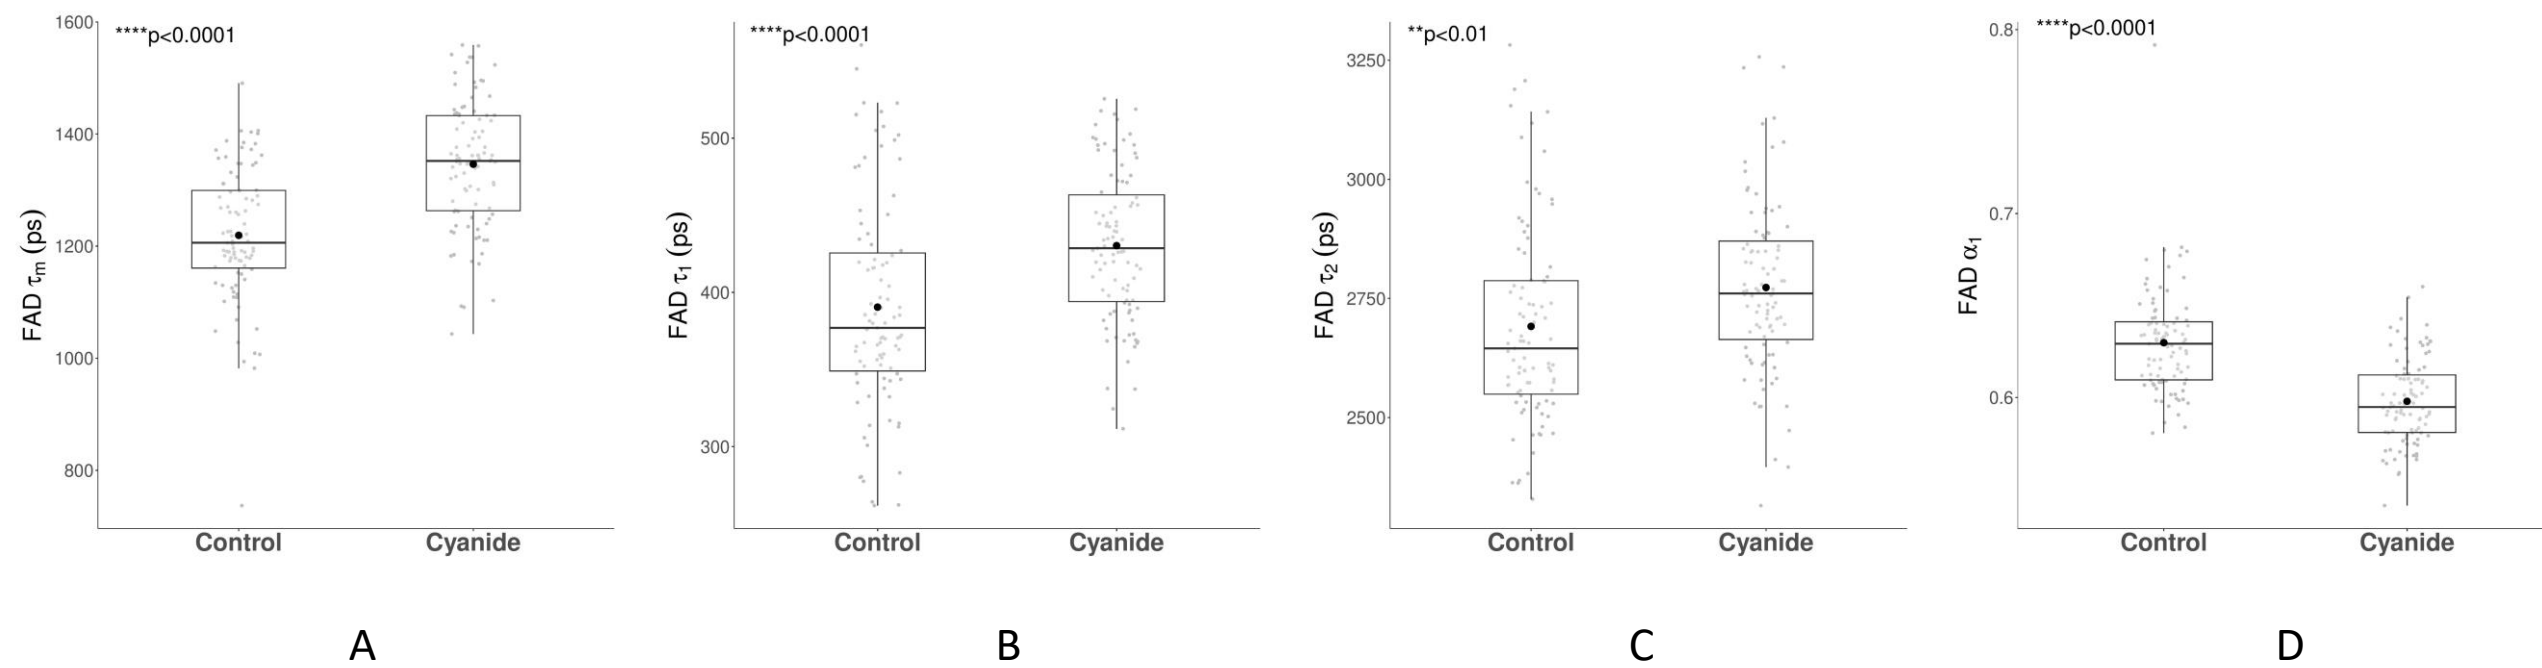 ****p<0.0001
FAD τm (ps)
1600
1400
1200
1000
800
Control
Cyanide
A
****p<0.0001
FAD τ1 (ps)
500
400
300
Control
Cyanide
B
**p<0.01
FAD τ2 (ps)
3250
3000
2750
2500
Control
Cyanide
C
****p<0.0001
FAD α1
0.8
0.7
0.6
Control
Cyanide
D